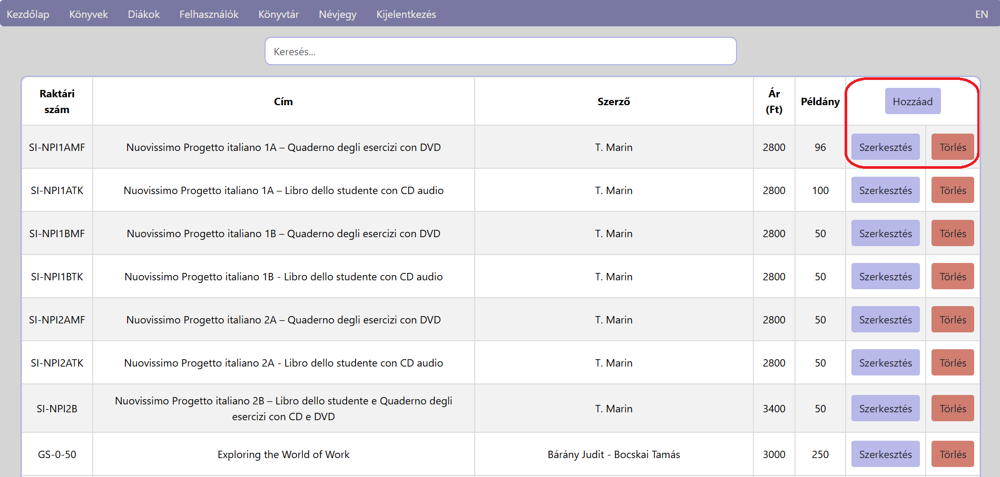 Kezdőlap Könyvek Diákok Felhasználók Könyvtár Névjegy Kijelentkezés EN
Keresés...
Raktári szám Cím Szerző Ár (Ft) Példány Hozzáad
SI-NPI1AMF Nuovissimo Progetto italiano 1A – Quaderno degli esercizi con DVD T. Marin 2800 96 Szerkesztés Törlés
SI-NPI1ATK Nuovissimo Progetto italiano 1A – Libro dello studente con CD audio T. Marin 2800 100 Szerkesztés Törlés
SI-NPI1BMF Nuovissimo Progetto italiano 1B – Quaderno degli esercizi con DVD T. Marin 2800 50 Szerkesztés Törlés
SI-NPI1BTK Nuovissimo Progetto italiano 1B - Libro dello studente con CD audio T. Marin 2800 50 Szerkesztés Törlés
SI-NPI2AMF Nuovissimo Progetto italiano 2A – Quaderno degli esercizi con DVD T. Marin 2800 50 Szerkesztés Törlés
SI-NPI2ATK Nuovissimo Progetto italiano 2A - Libro dello studente con CD audio T. Marin 2800 50 Szerkesztés Törlés
SI-NPI2B Nuovissimo Progetto italiano 2B – Libro dello studente e Quaderno degli esercizi con CD e DVD T. Marin 3400 50 Szerkesztés Törlés
GS-0-50 Exploring the World of Work Bárány Judit - Bocskai Tamás 3000 250 Szerkesztés Törlés